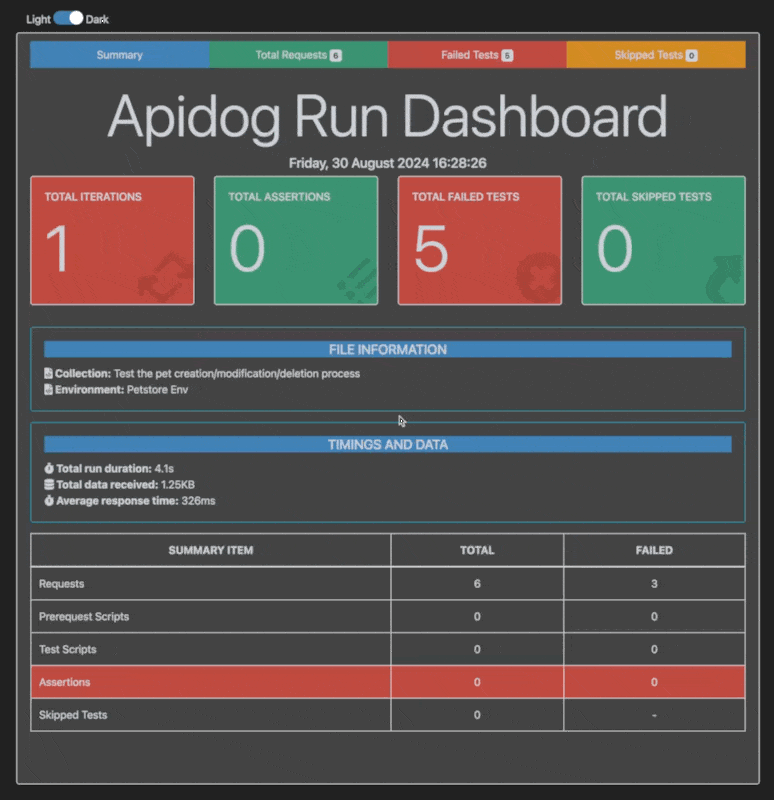 Light Dark
Summary Total Requests 6 Failed Tests 5 Skipped Tests 0
Apidog Run Dashboard
Friday, 30 August 2024 16:28:26
TOTAL ITERATIONS TOTAL ASSERTIONS TOTAL FAILED TESTS TOTAL SKIPPED TESTS
1 0 5 0
FILE INFORMATION
Collection: Test the pet creation/modification/deletion process
Environment: Petstore Env
TIMINGS AND DATA
Total run duration: 4.1s
Total data received: 1.25KB
Average response time: 326ms
SUMMARY ITEM TOTAL FAILED
Requests 6 3
Prerequest Scripts 0 0
Test Scripts 0 0
Assertions 0 0
Skipped Tests 0 -